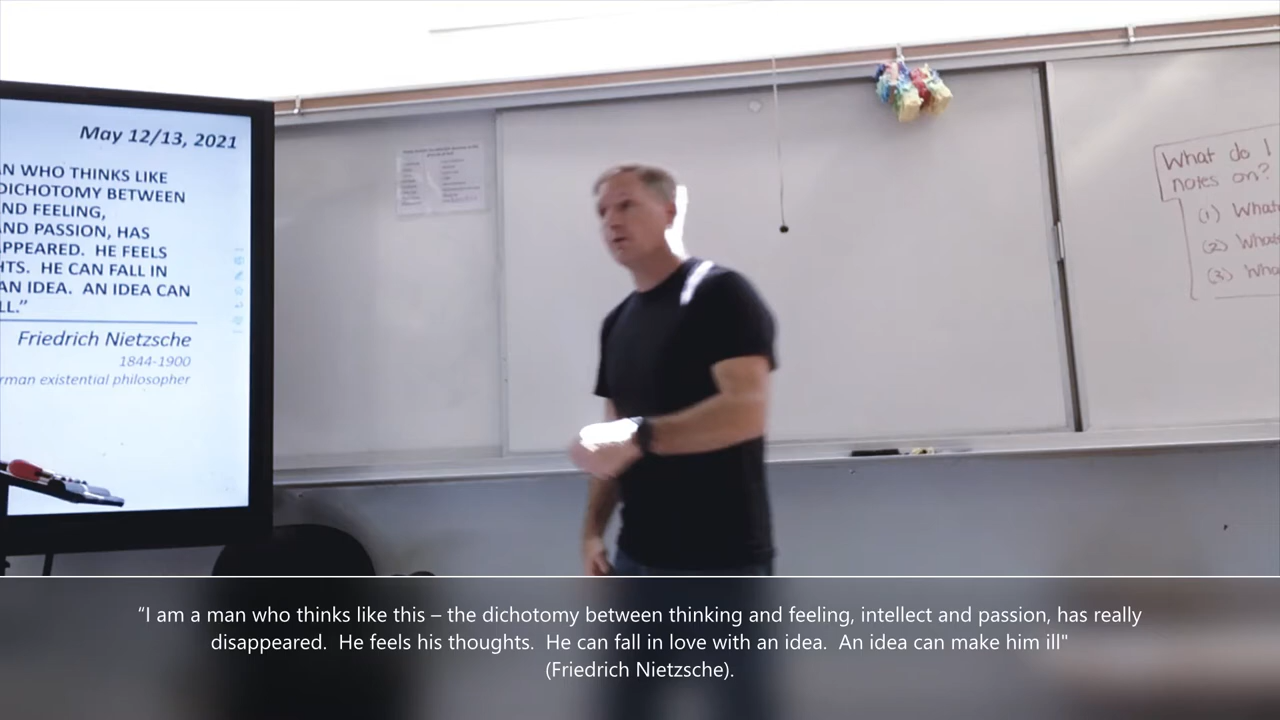 May 12/13, 2021
AN WHO THINKS LIKE
DICHOTOMY BETWEEN
ND FEELING,
AND PASSION, HAS
APPEARED. HE FEELS
HTS. HE CAN FALL IN
AN IDEA. AN IDEA CAN
LL.”
Friedrich Nietzsche
1844-1900
rman existential philosopher
What do I
notes on?
(1) What
(2) What
(3) Wha
“I am a man who thinks like this – the dichotomy between thinking and feeling, intellect and passion, has really
disappeared. He feels his thoughts. He can fall in love with an idea. An idea can make him ill"
(Friedrich Nietzsche).